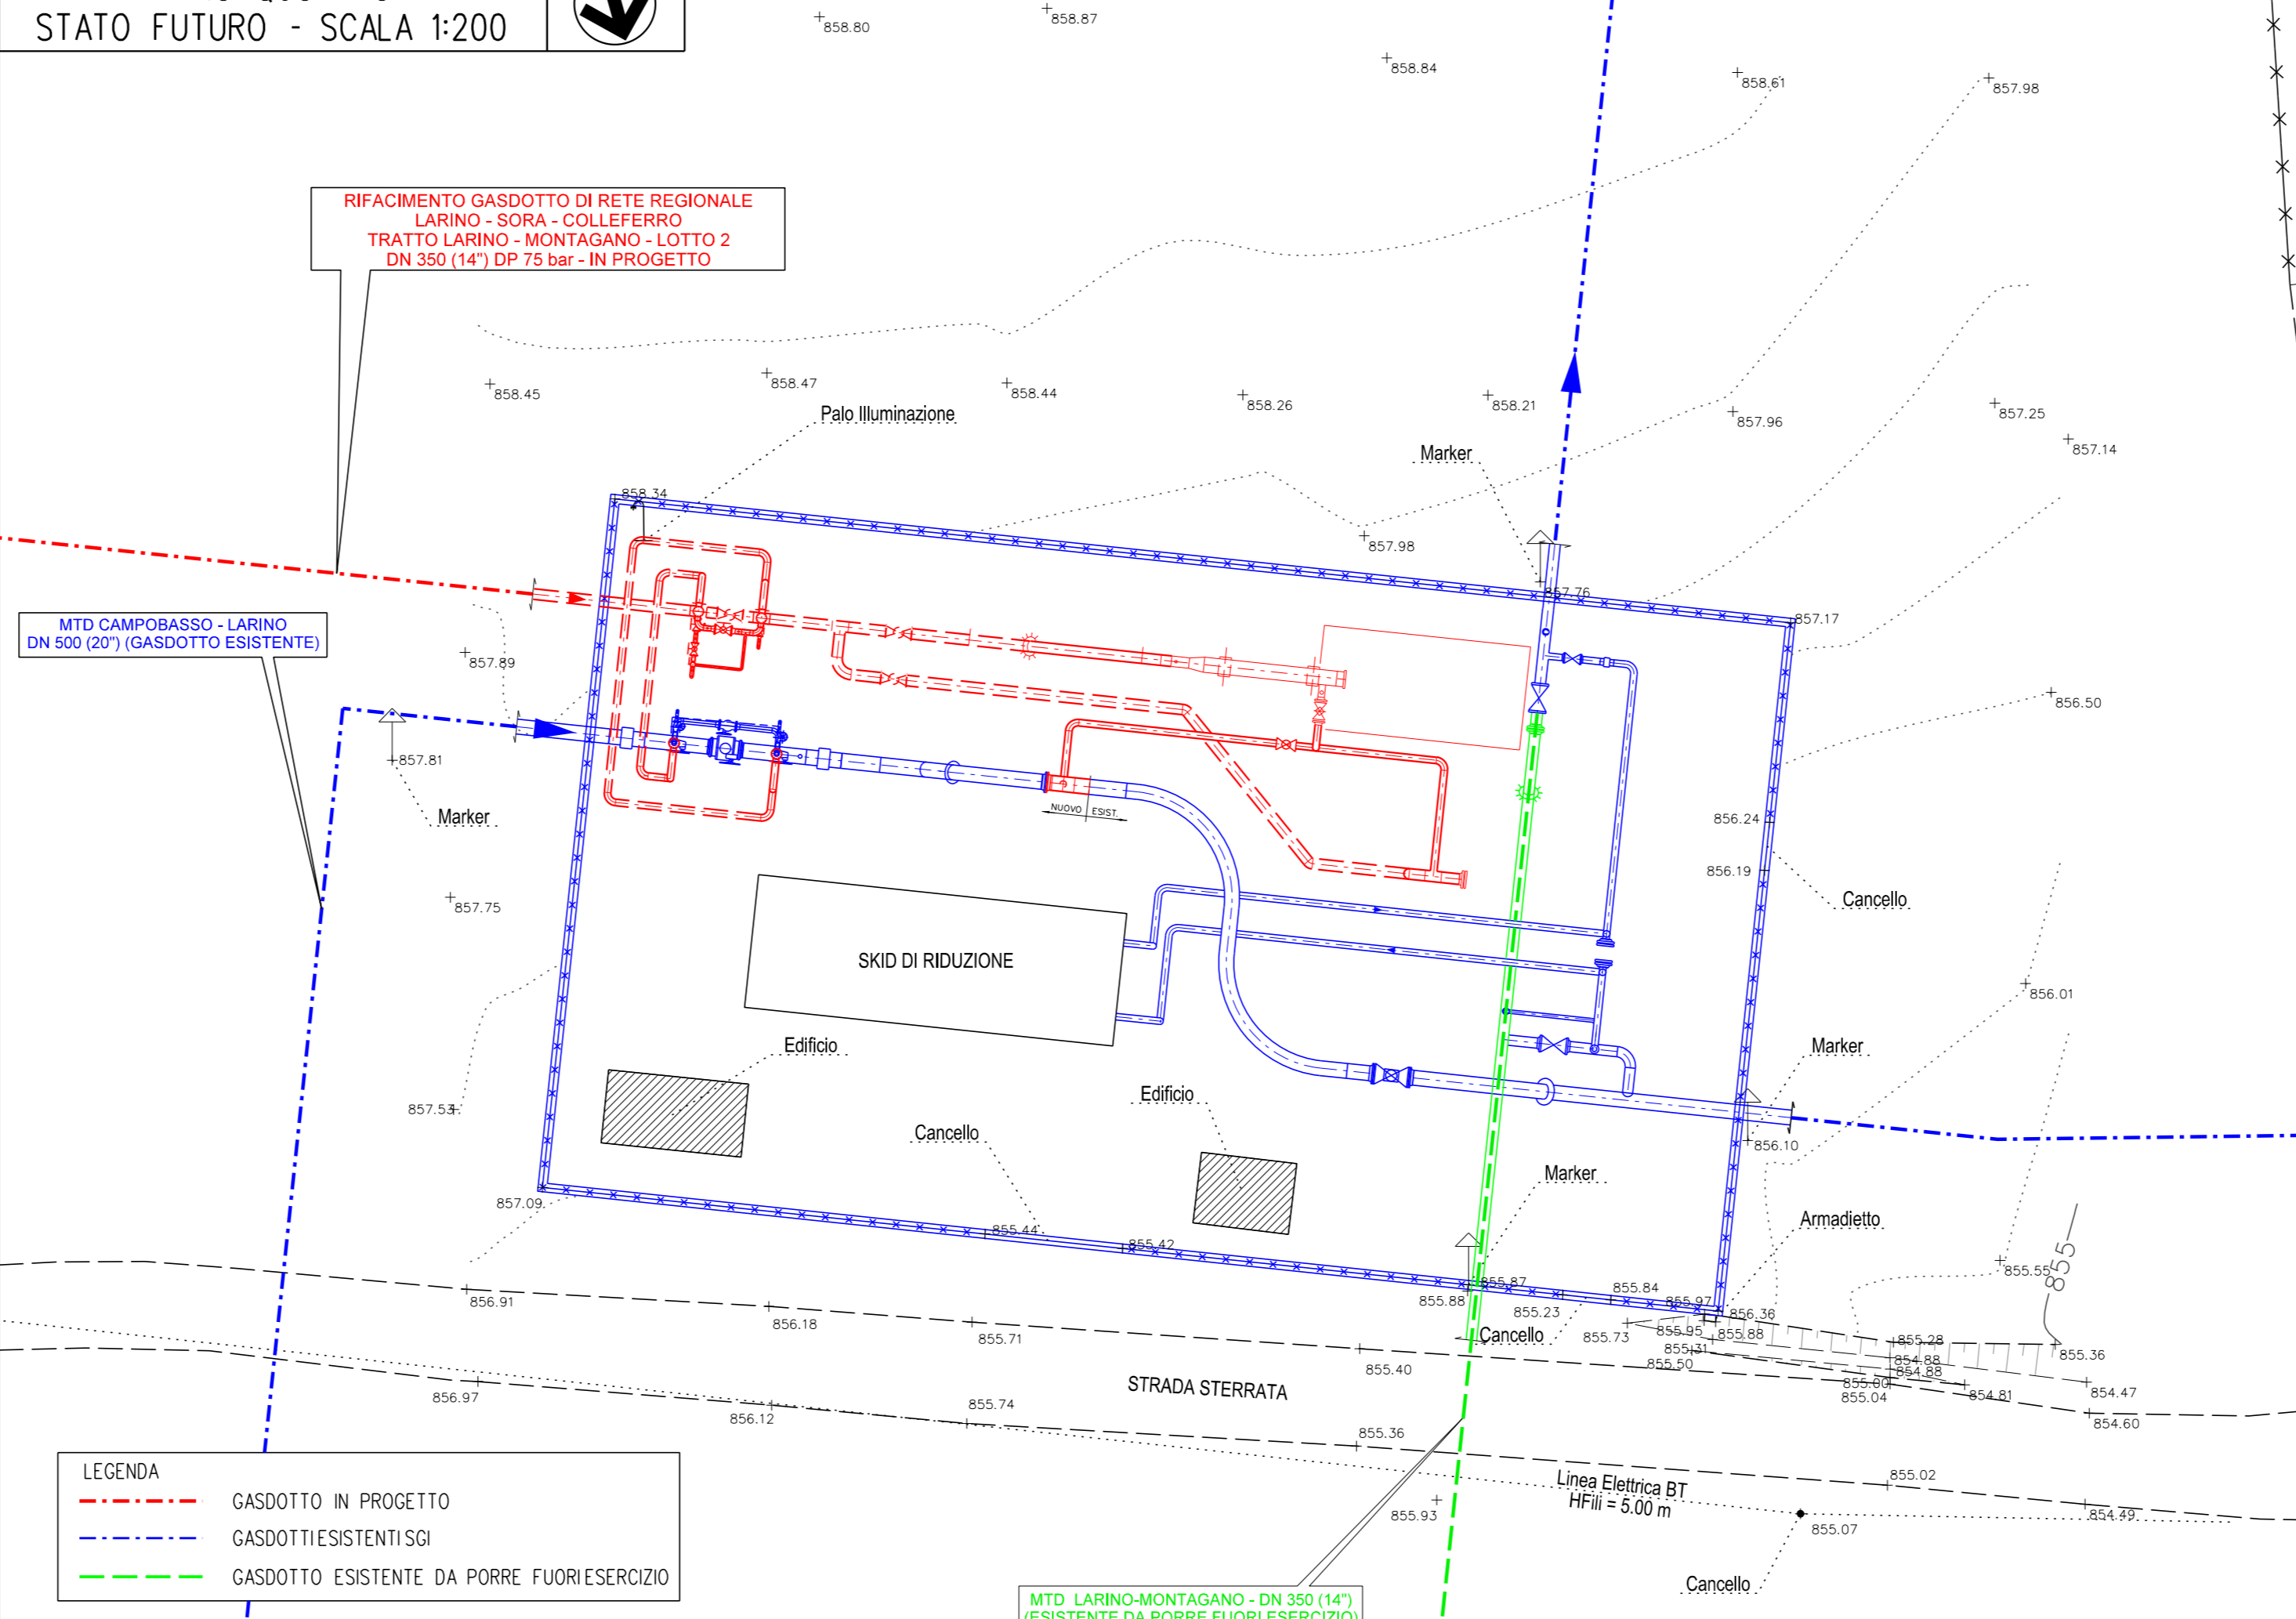 STATO FUTURO - SCALA 1:200
858.80
858.87
858.84
858.61
857.98
RIFACIMENTO GASDOTTO DI RETE REGIONALE
LARINO - SORA - COLLEFERRO
TRATTO LARINO - MONTAGANO - LOTTO 2
DN 350 (14") DP 75 bar - IN PROGETTO
858.45
858.47
858.44
858.26
858.21
857.96
857.25
857.14
Palo Illuminazione
Marker
858.34
857.98
857.76
857.17
MTD CAMPOBASSO - LARINO
DN 500 (20") (GASDOTTO ESISTENTE)
857.89
856.50
857.81
Marker
NUOVO
ESIST.
856.24
856.19
Cancello
857.75
SKID DI RIDUZIONE
856.01
Edificio
Marker
857.53
Edificio
Cancello
856.10
Marker
857.09
Armadietto
855.44
855.42
855.55
855
856.91
855.87
855.88
855.84
855.23
855.97
856.36
856.18
855.71
Cancello
855.73
855.95
855.88
855.28
855.31
855.36
855.40
855.50
854.88
854.88
855.00
855.04
854.81
854.47
854.60
STRADA STERRATA
856.97
856.12
855.74
855.36
Linea Elettrica BT
HFili = 5.00 m
855.02
854.49
855.93
855.07
Cancello
LEGENDA
GASDOTTO IN PROGETTO
GASDOTTI ESISTENTI SGI
GASDOTTO ESISTENTE DA PORRE FUORI ESERCIZIO
MTD LARINO-MONTAGANO - DN 350 (14")
(ESISTENTE DA PORRE FUORI ESERCIZIO)